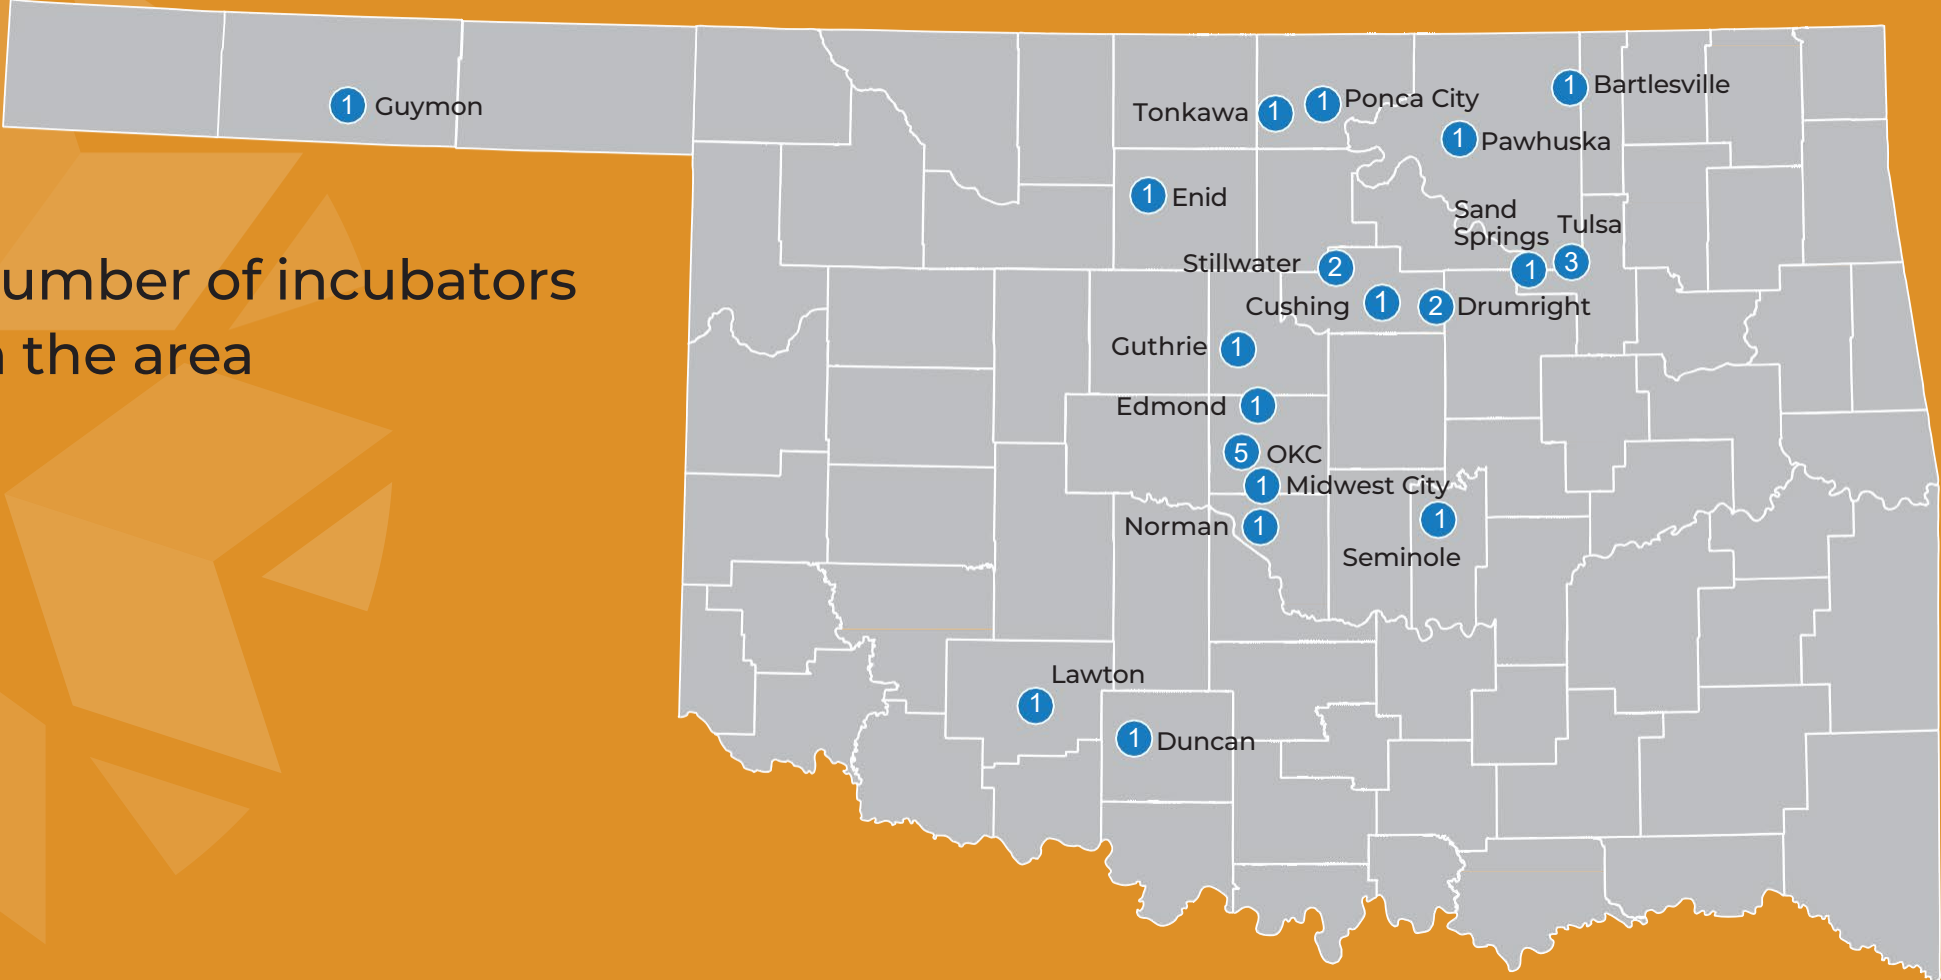 1 Guymon
Tonkawa 1
1 Ponca City
1 Bartlesville
1 Pawhuska
1 Enid
Sand
Springs 1
Tulsa
3
umber of incubators
the area
Stillwater 2
Cushing 1
2 Drumright
Guthrie 1
Edmond 1
5 OKC
1 Midwest City
Norman 1
1
Seminole
Lawton
1
1 Duncan